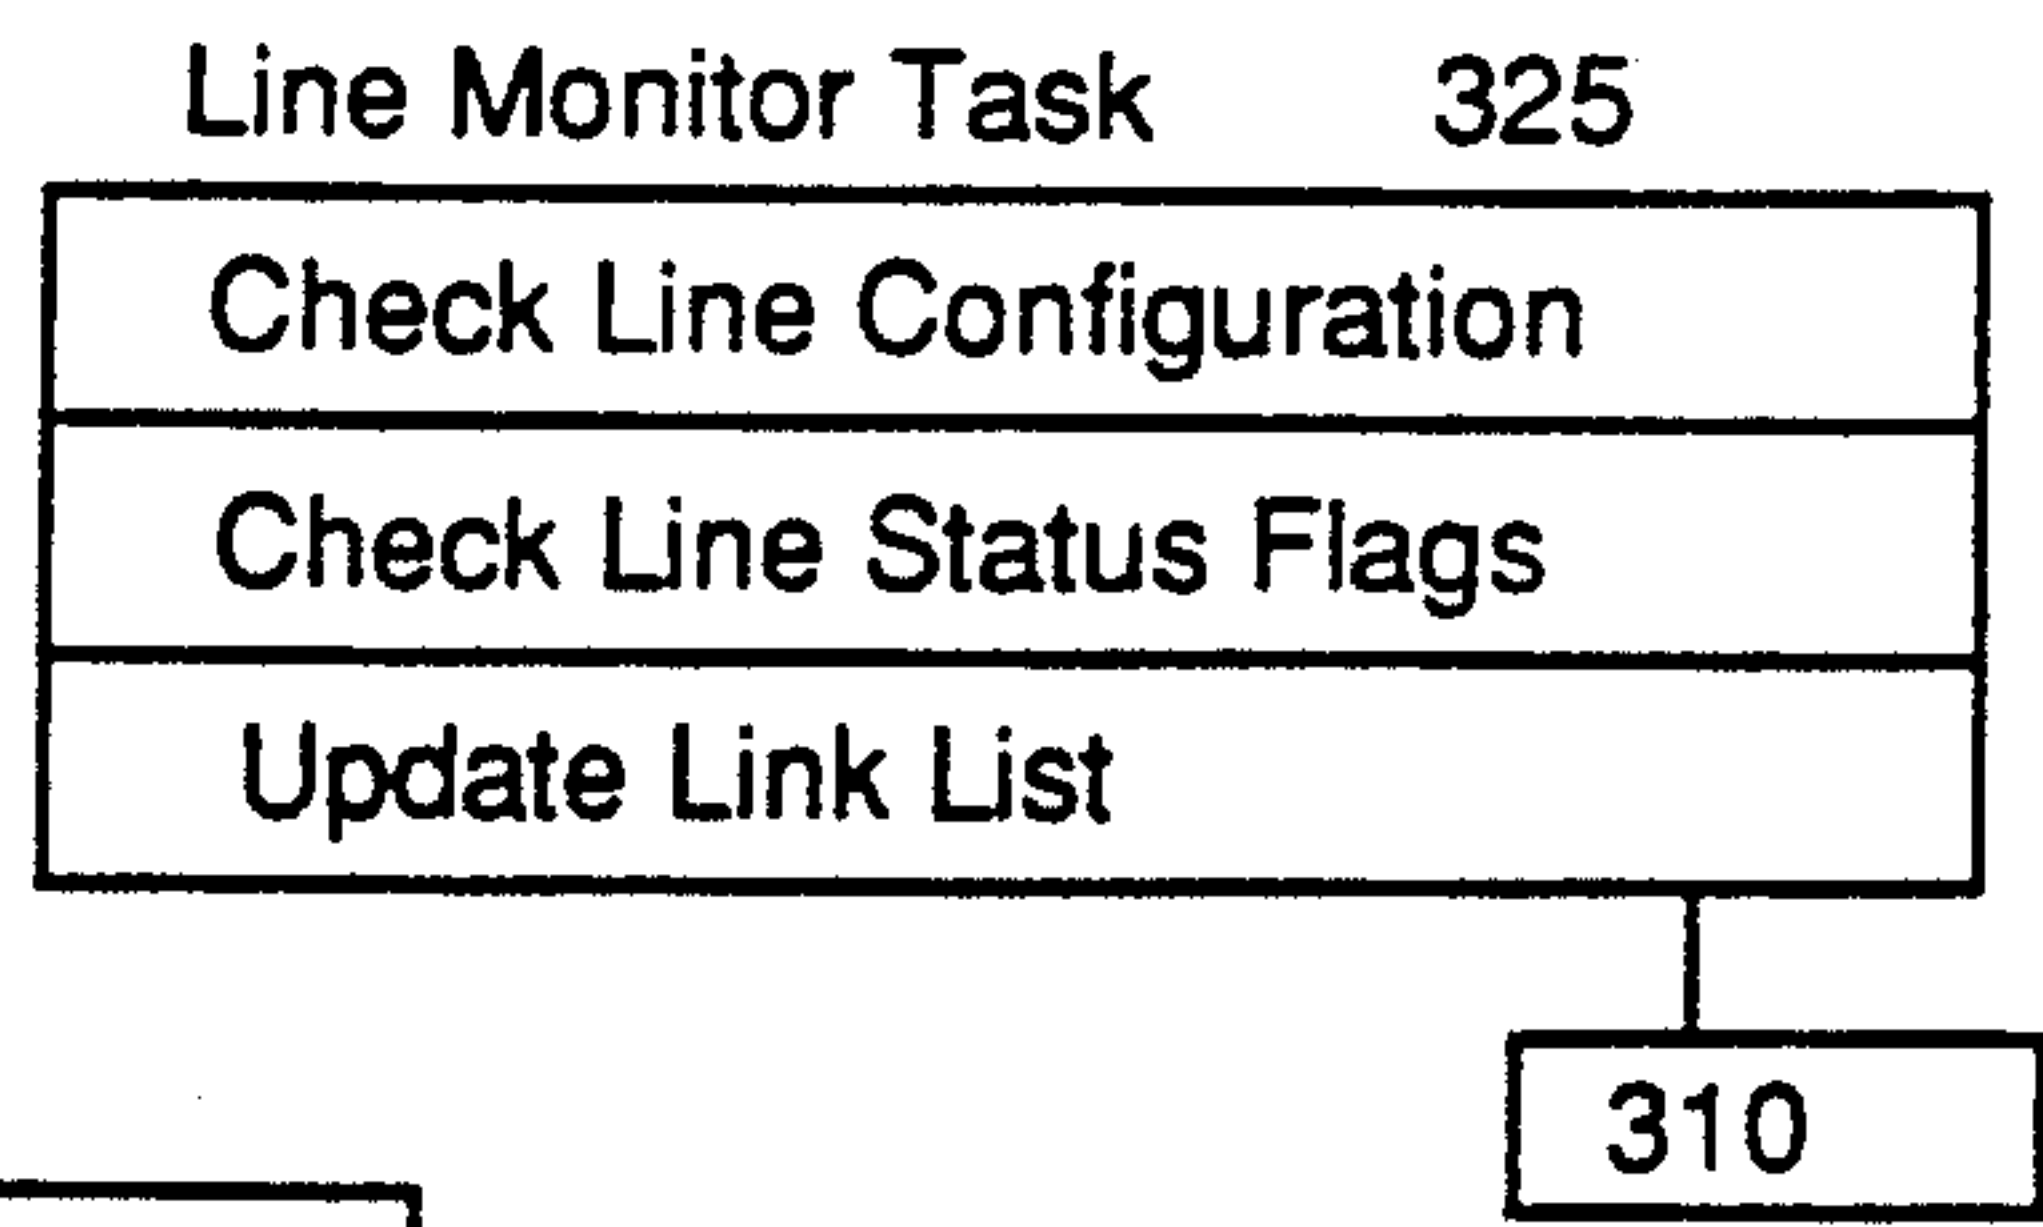 Line Monitor Task 325
Check Line Configuration
Check Line Status Flags
Update Link List
310